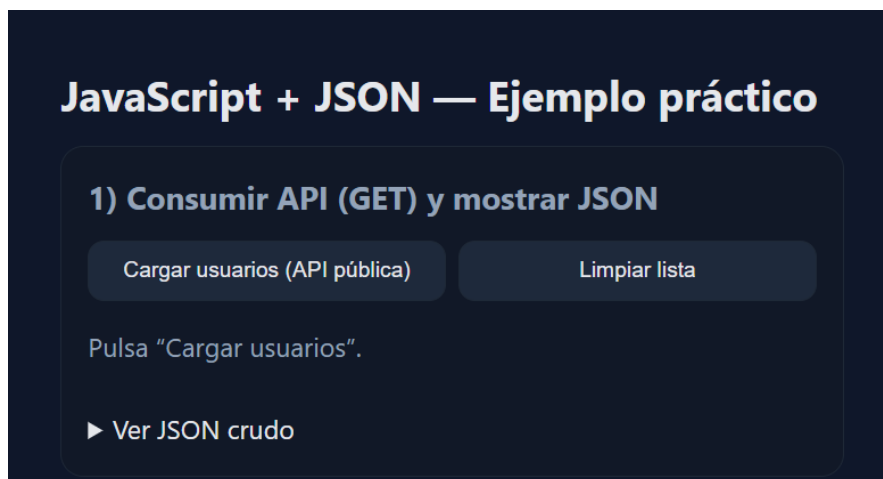 JavaScript + JSON — Ejemplo práctico
1) Consumir API (GET) y mostrar JSON
Cargar usuarios (API pública)
Limpiar lista
Pulsa “Cargar usuarios”.
▶ Ver JSON crudo